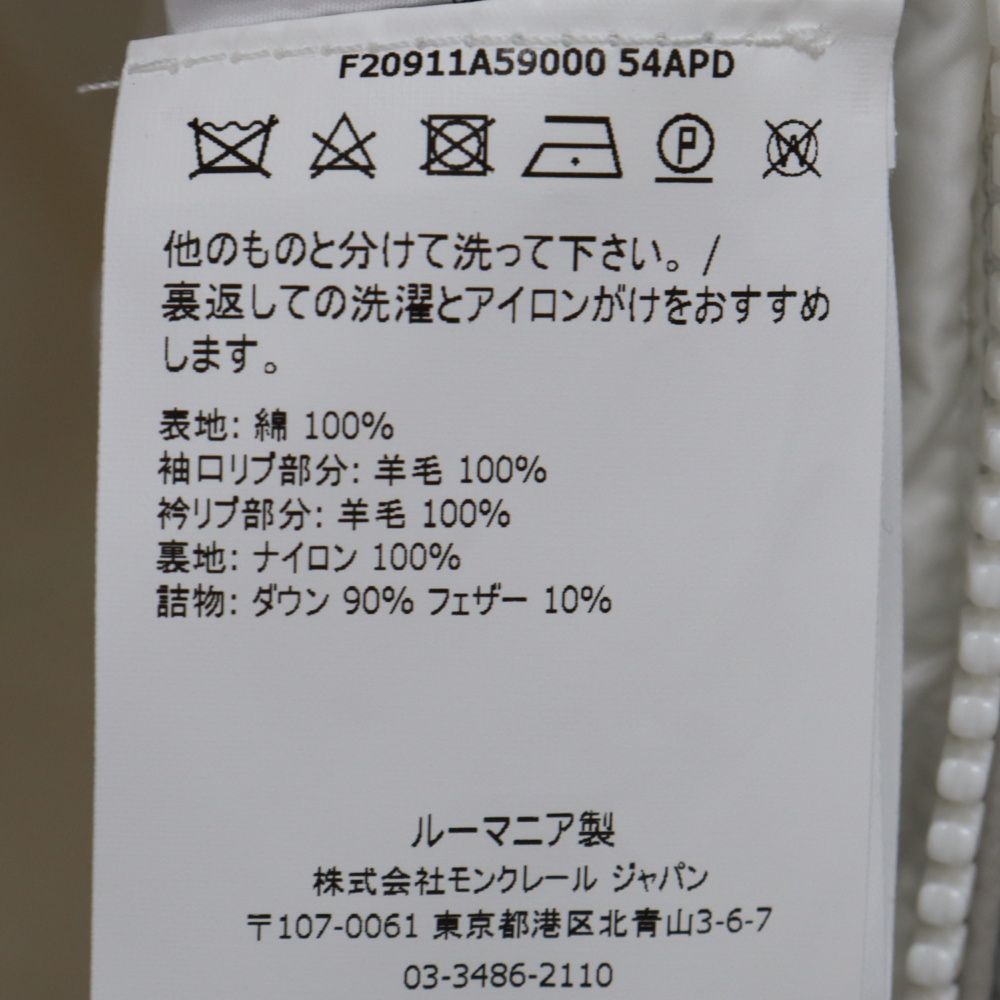 F20911A59000 54APD
P W
他のものと分けて洗って下さい。/
裏返しての洗濯とアイロンがけをおすすめ
します。
表地: 綿 100%
袖口リブ部分: 羊毛 100%
衿リブ部分: 羊毛 100%
裏地: ナイロン 100%
詰物: ダウン 90% フェザー 10%
ルーマニア製
株式会社モンクレール ジャパン
〒107-0061 東京都港区北青山3-6-7
03-3486-2110